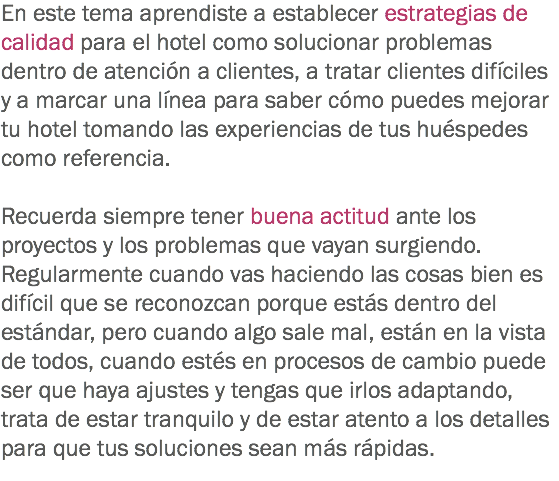 En este tema aprendiste a establecer estrategias de
calidad para el hotel como solucionar problemas
dentro de atención a clientes, a tratar clientes difíciles
y a marcar una línea para saber cómo puedes mejorar
tu hotel tomando las experiencias de tus huéspedes
como referencia.

Recuerda siempre tener buena actitud ante los
proyectos y los problemas que vayan surgiendo.
Regularmente cuando vas haciendo las cosas bien es
difícil que se reconozcan porque estás dentro del
estándar, pero cuando algo sale mal, están en la vista
de todos, cuando estés en procesos de cambio puede
ser que haya ajustes y tengas que irlos adaptando,
trata de estar tranquilo y de estar atento a los detalles
para que tus soluciones sean más rápidas.